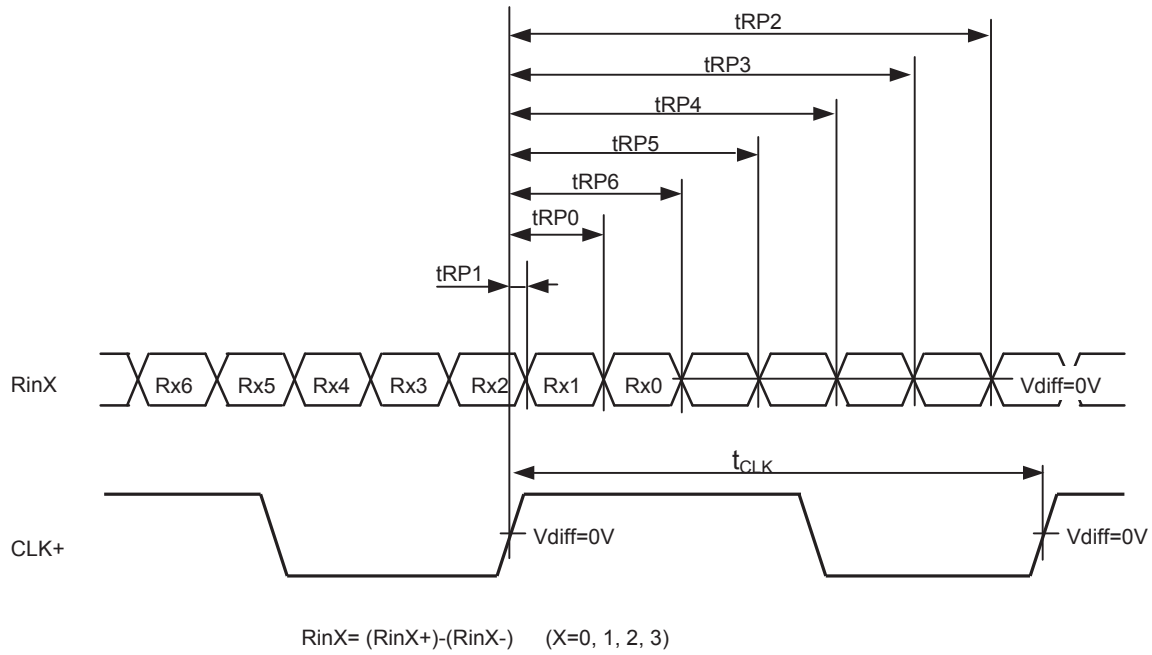 tRP2
tRP3
tRP4
tRP5
tRP6
tRP0
tRP1
RinX Rx6 Rx5 Rx4 Rx3 Rx2 Rx1 Rx0 Vdiff=0V
tCLK
CLK+ Vdiff=0V Vdiff=0V
RinX= (RinX+)-(RinX-) (X=0, 1, 2, 3)